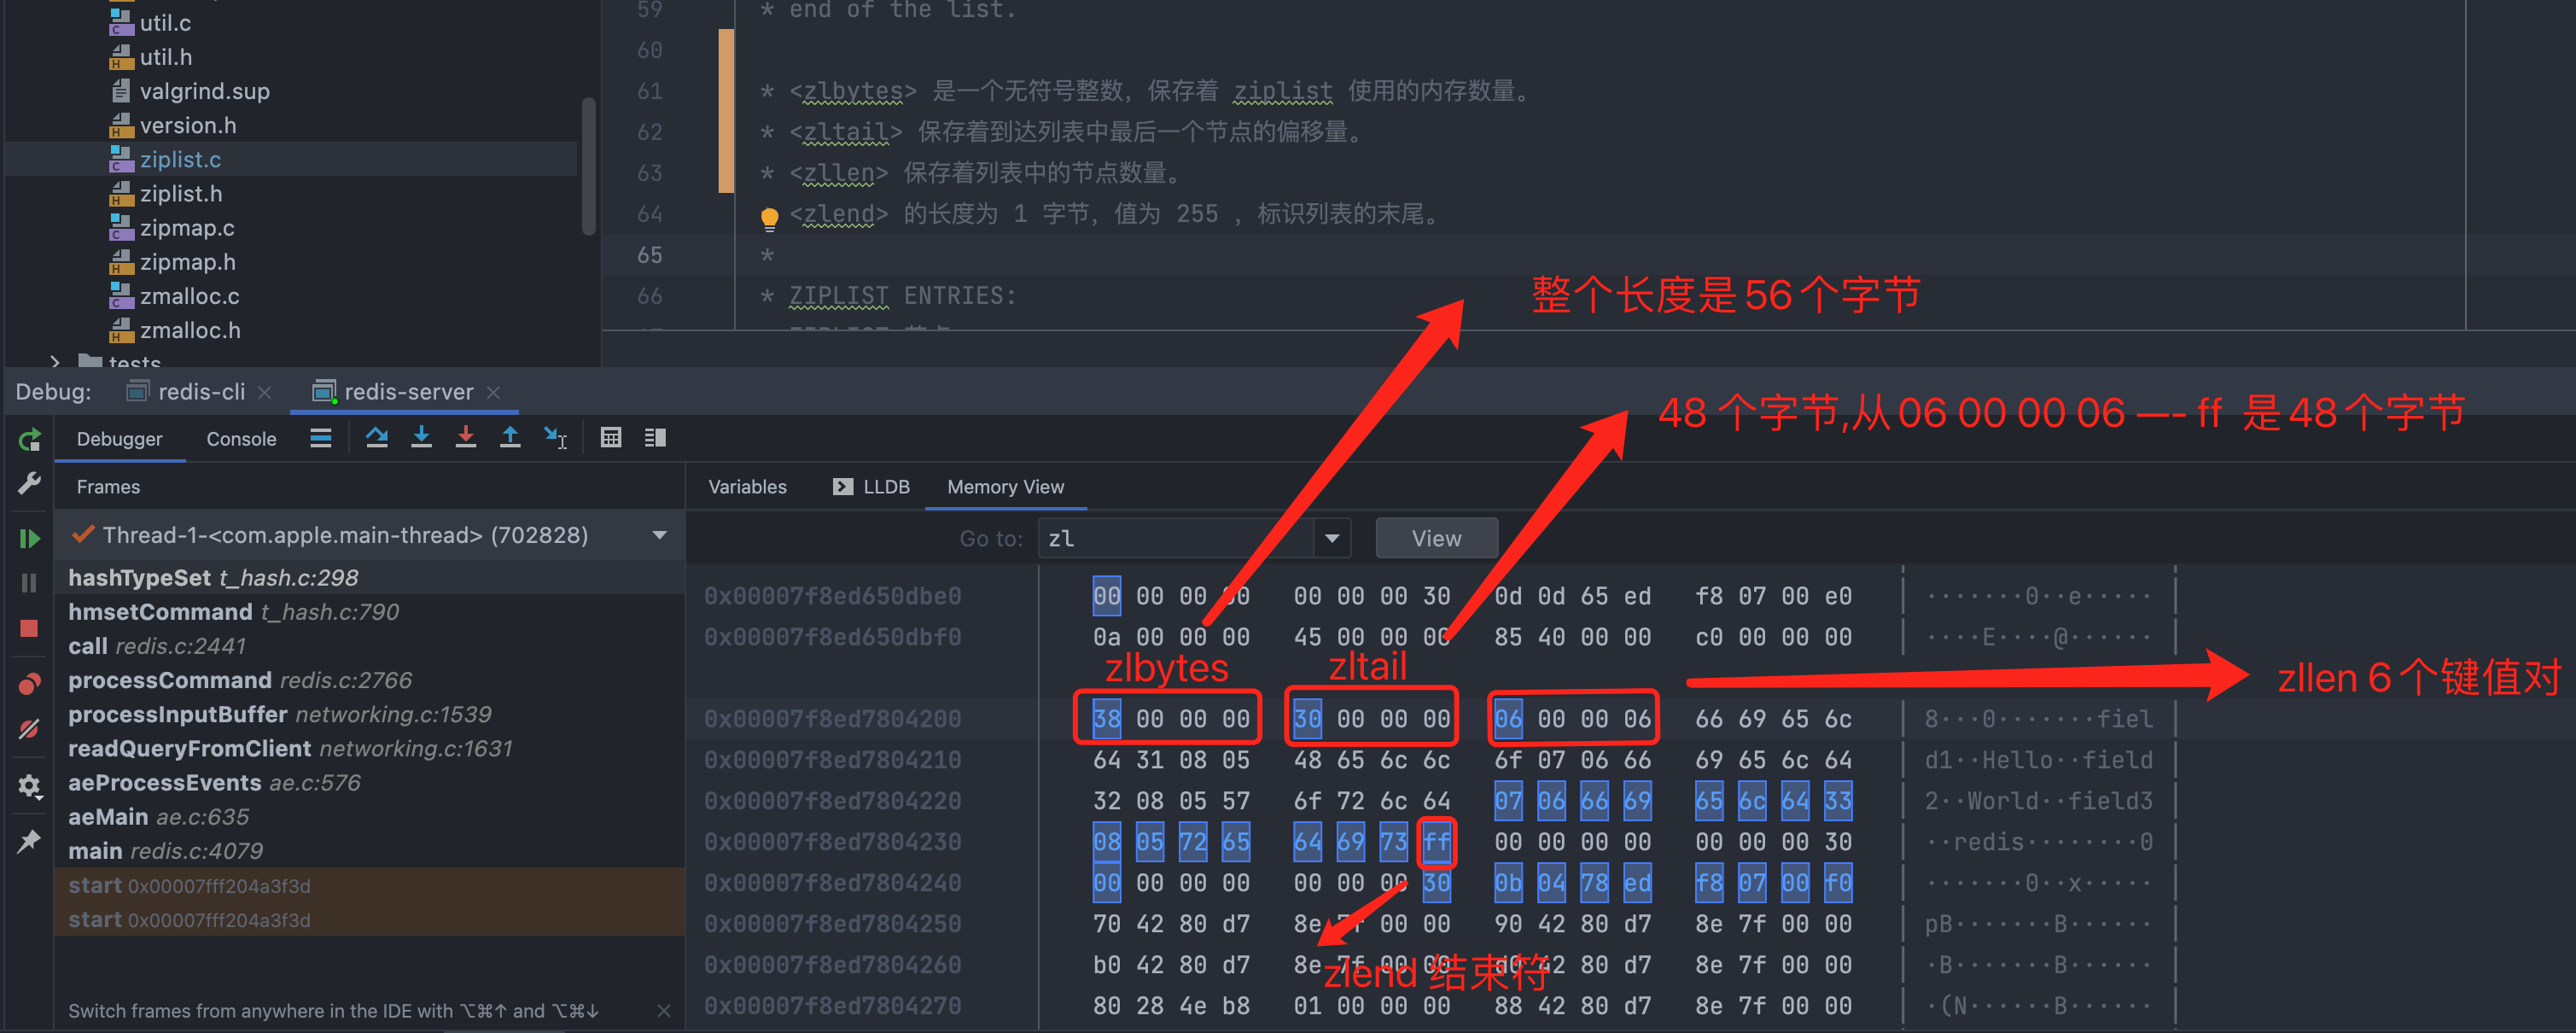 util.c
util.h
valgrind.sup
version.h
ziplist.c
ziplist.h
zipmap.c
zipmap.h
zmalloc.c
zmalloc.h
tests
59 * end of the list.
60
61 * <zlbytes> 是一个无符号整数，保存着 ziplist 使用的内存数量。
62 * <zltail> 保存着到达列表中最后一个节点的偏移量。
63 * <zllen> 保存着列表中的节点数量。
64 <zlend> 的长度为 1 字节，值为 255 ，标识列表的末尾。
65 *
66 * ZIPLIST ENTRIES:
整个长度是56个字节
48 个字节,从06 00 00 06 —- ff 是48个字节
Debug: redis-cli redis-server
Debugger Console
Frames
Variables LLDB Memory View
Thread-1-<com.apple.main-thread> (702828)
Go to: zl View
hashTypeSet t_hash.c:298
hmsetCommand t_hash.c:790
call redis.c:2441
processCommand redis.c:2766
processInputBuffer networking.c:1539
readQueryFromClient networking.c:1631
aeProcessEvents ae.c:576
aeMain ae.c:635
main redis.c:4079
start 0x00007fff204a3f3d
start 0x00007fff204a3f3d
Switch frames from anywhere in the IDE with ⌥⌘↑ and ⌥⌘↓
0x00007f8ed650dbe0 00 00 00 00 00 00 00 30 0d 0d 65 ed f8 07 00 e0 ·······0··e·····
0x00007f8ed650dbf0 0a 00 00 00 45 00 00 00 85 40 00 00 c0 00 00 00 ····E····@······
zlbytes zltail
zllen 6个键值对
0x00007f8ed7804200 38 00 00 00 30 00 00 00 06 00 00 06 66 69 65 6c 8···0·······fiel
0x00007f8ed7804210 64 31 08 05 48 65 6c 6c 6f 07 06 66 69 65 6c 64 d1··Hello··field
0x00007f8ed7804220 32 08 05 57 6f 72 6c 64 07 06 66 69 65 6c 64 33 2··World··field3
0x00007f8ed7804230 08 05 72 65 64 69 73 ff 00 00 00 00 00 00 00 30 ··redis········0
0x00007f8ed7804240 00 00 00 00 00 00 00 30 0b 04 78 ed f8 07 00 f0 ·······0··x·····
0x00007f8ed7804250 70 42 80 d7 8e 7f 00 00 90 42 80 d7 8e 7f 00 00 pB·······B······
0x00007f8ed7804260 b0 42 80 d7 8e 7f 00 00 42 80 d7 8e 7f 00 00 ·B·······B······
zlend 结束符
0x00007f8ed7804270 80 28 4e b8 01 00 00 00 88 42 80 d7 8e 7f 00 00 ·(N······B······